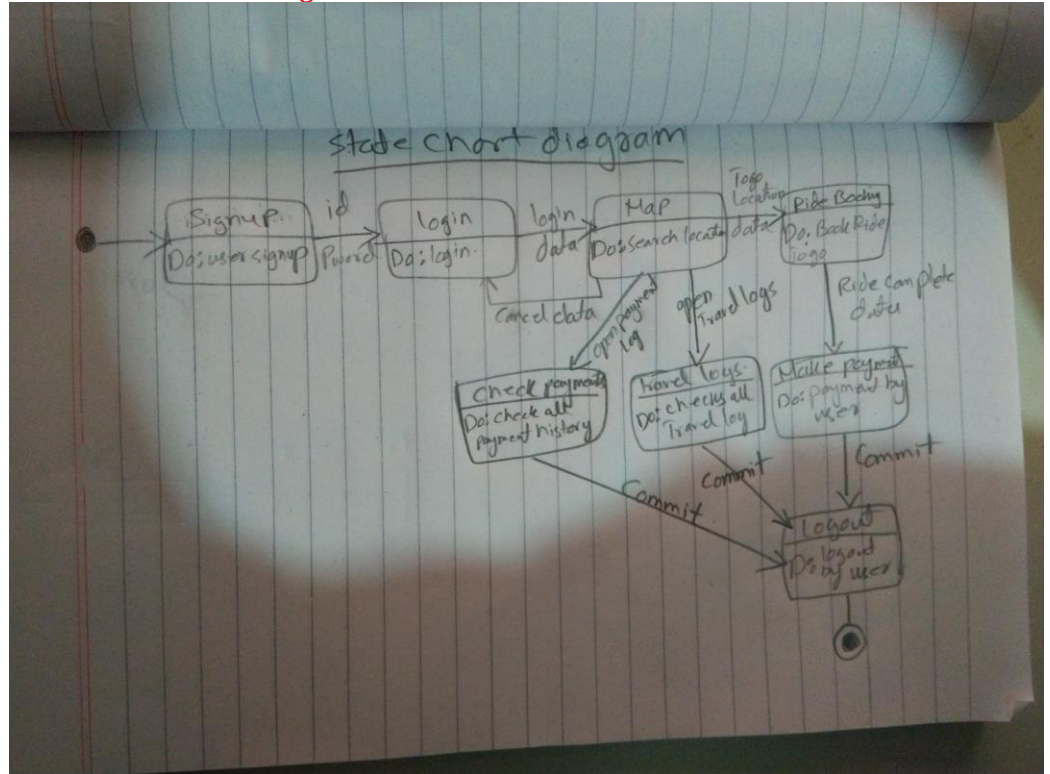 State chart diagram
Signup
Do: user signup
id
Pword
login
Do: login.
login
data
Map
Do: search locatio
Togo
Location
data
Ride Booking
Do: Book Ride
Togo
Cancel data
open payment
log
open
Travel logs
Ride complete
data
Check payments
Do: check all
payment history
Travel logs.
Do: checks all
Travel log
Make payment
Do: payment by
user
Commit
Commit
Commit
Logout
Do: logout
by user